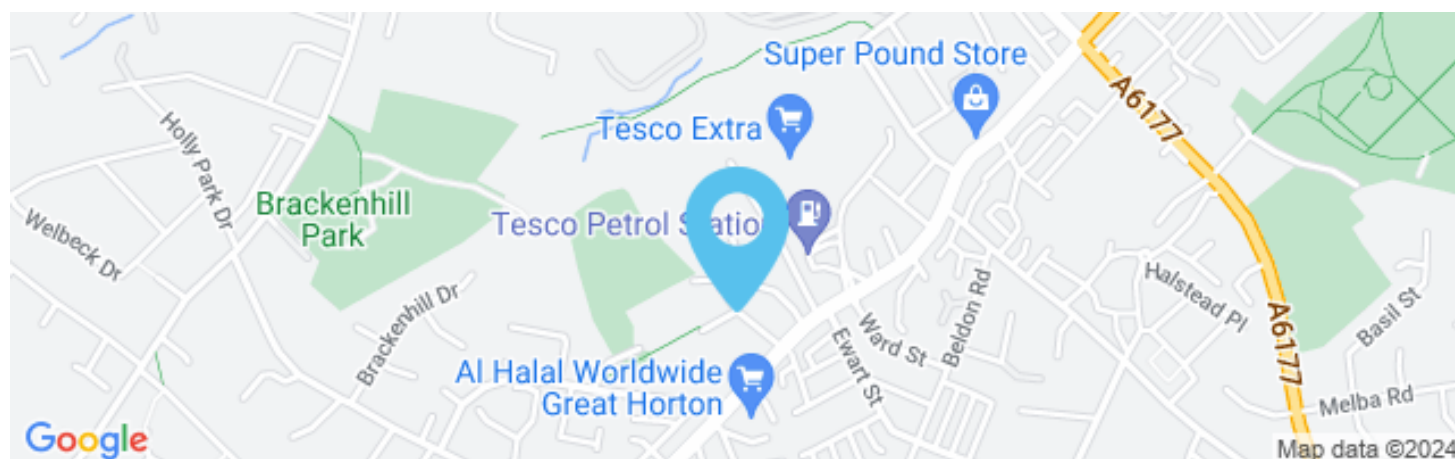 Super Pound Store
A6177
Tesco Extra
Holly Park Dr
Brackenhill
Park
Welbeck Dr
Tesco Petrol Station
Halstead Pl
Beldon Rd
Basil St
Brackenhill Dr
Ward St
A6177
Ewart St
Al Halal Worldwide
Great Horton
Melba Rd
Google
Map data ©2024